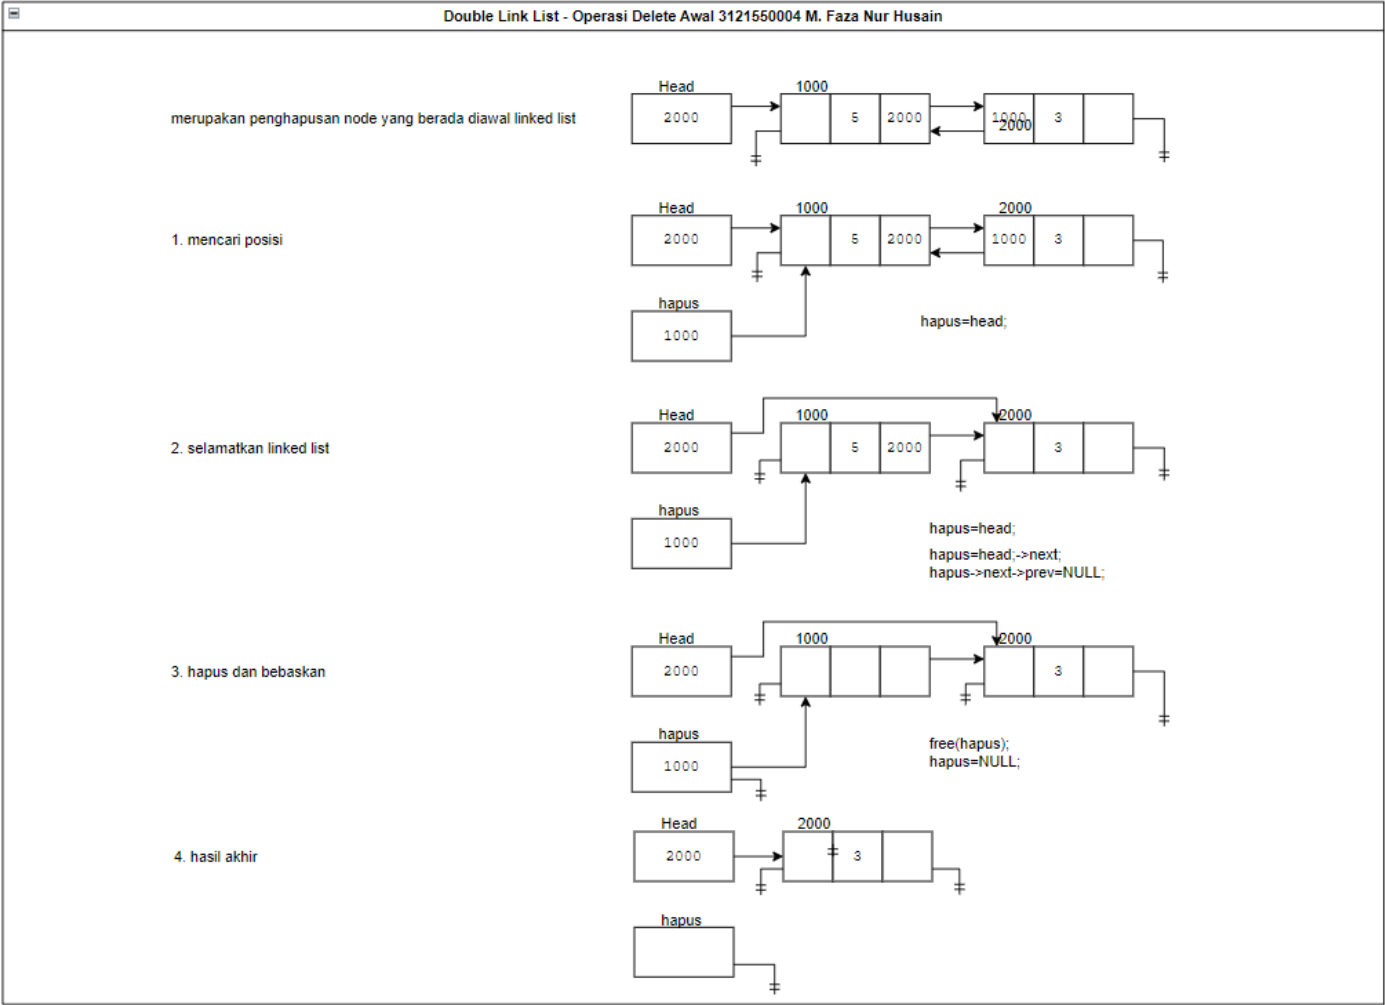 Double Link List - Operasi Delete Awal 3121550004 M. Faza Nur Husain
Head 1000
merupakan penghapusan node yang berada diawal linked list
2000 5 2000 1000 3
2000
Head 1000 2000
1. mencari posisi
2000 5 2000 1000 3
hapus
1000
hapus=head;
Head 1000 2000
2. selamatkan linked list
2000 5 2000 3
hapus
1000
hapus=head;
hapus=head;->next;
hapus->next->prev=NULL;
Head 1000 2000
3. hapus dan bebaskan
2000 3
hapus
1000
free(hapus);
hapus=NULL;
Head 2000
4. hasil akhir
2000 3
hapus